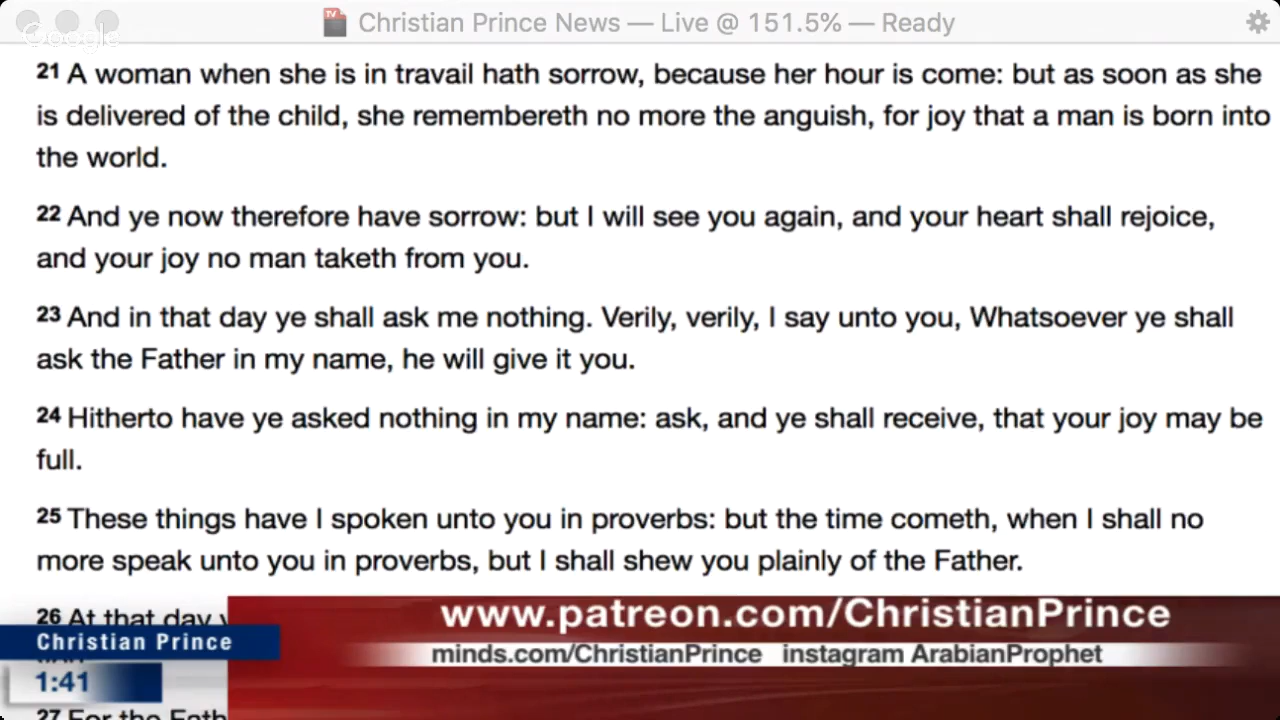 Christian Prince News — Live @ 151.5% — Ready
Google
21 A woman when she is in travail hath sorrow, because her hour is come: but as soon as she
is delivered of the child, she remembereth no more the anguish, for joy that a man is born into
the world.
22 And ye now therefore have sorrow: but I will see you again, and your heart shall rejoice,
and your joy no man taketh from you.
23 And in that day ye shall ask me nothing. Verily, verily, I say unto you, Whatsoever ye shall
ask the Father in my name, he will give it you.
24 Hitherto have ye asked nothing in my name: ask, and ye shall receive, that your joy may be
full.
25 These things have I spoken unto you in proverbs: but the time cometh, when I shall no
more speak unto you in proverbs, but I shall shew you plainly of the Father.
26 At that day
www.patreon.com/ChristianPrince
Christian Prince
minds.com/ChristianPrince instagram ArabianProphet
1:41
27 For the